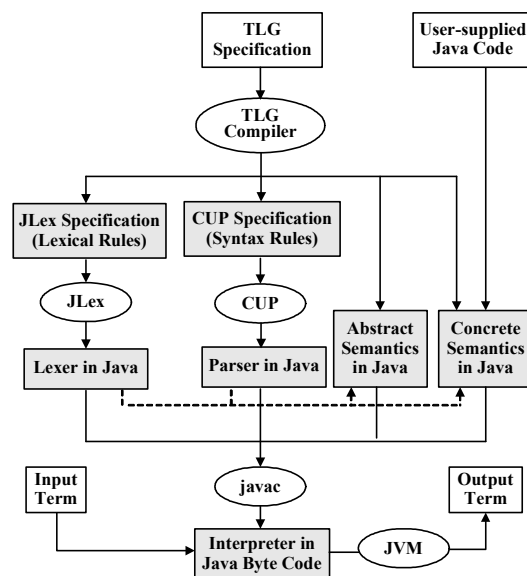 TLG
Specification
User-supplied
Java Code
TLG
Compiler
JLex Specification
(Lexical Rules)
CUP Specification
(Syntax Rules)
JLex
CUP
Abstract
Semantics
in Java
Concrete
Semantics
in Java
Lexer in Java
Parser in Java
Input
Term
javac
Output
Term
Interpreter in
Java Byte Code
JVM